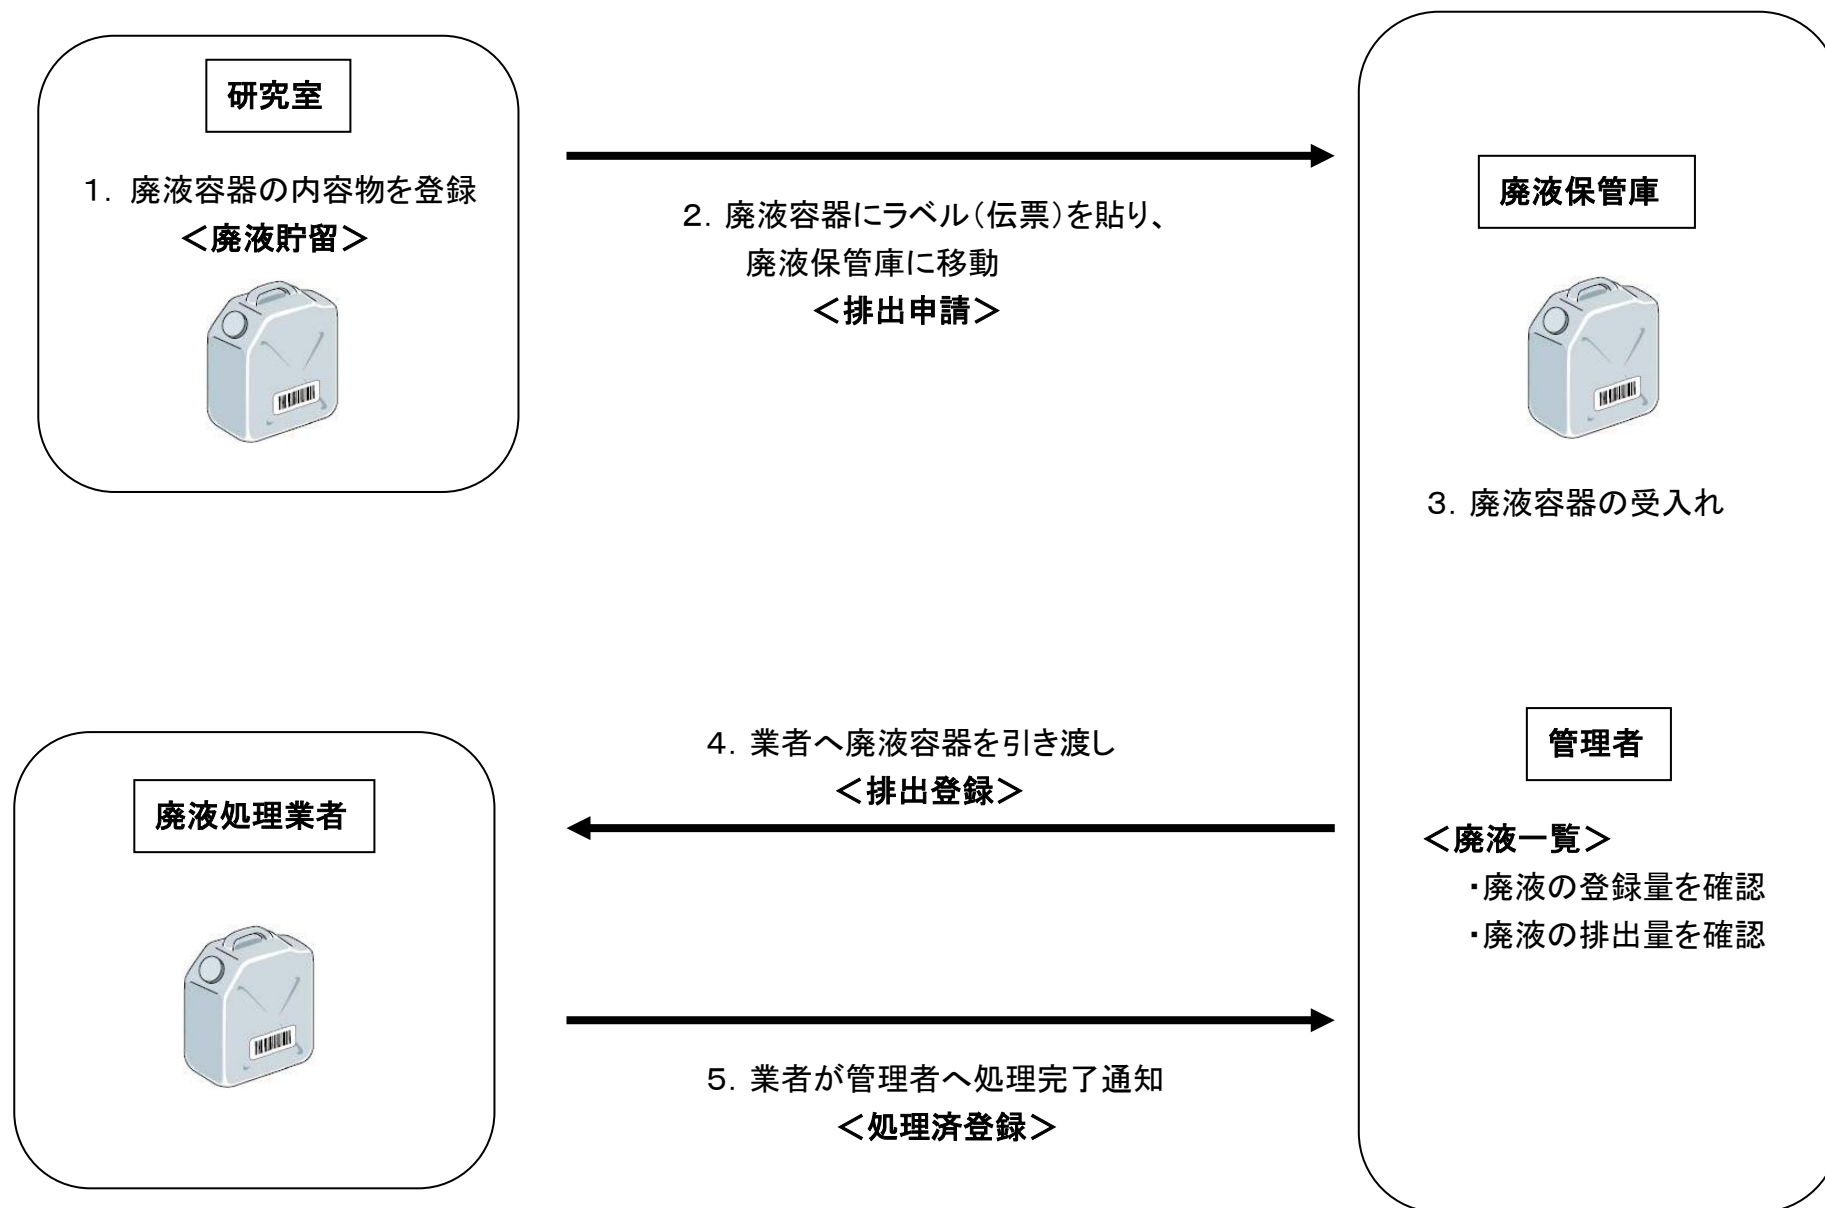 研究室
1. 廃液容器の内容物を登録
＜廃液貯留＞
2. 廃液容器にラベル(伝票)を貼り、
廃液保管庫に移動
＜排出申請＞
廃液保管庫
3. 廃液容器の受入れ
4. 業者へ廃液容器を引き渡し
＜排出登録＞
管理者
＜廃液一覧＞
・廃液の登録量を確認
・廃液の排出量を確認
廃液処理業者
5. 業者が管理者へ処理完了通知
＜処理済登録＞